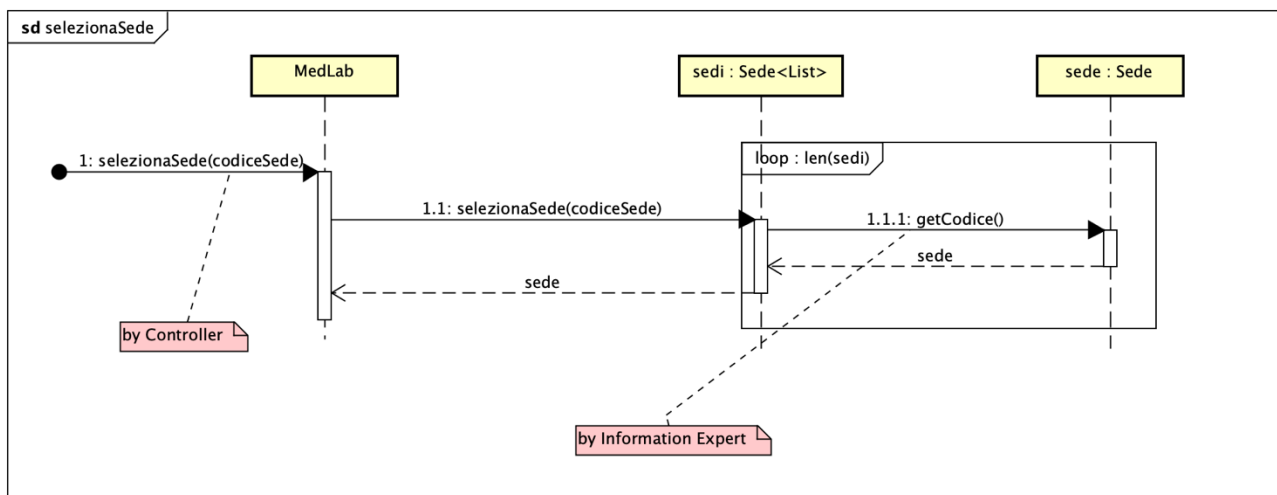 sd selezionaSede
MedLab
sedi : Sede<List>
sede : Sede
1: selezionaSede(codiceSede)
loop : len(sedi)
1.1: selezionaSede(codiceSede)
1.1.1: getCodice()
sede
sede
by Controller
by Information Expert